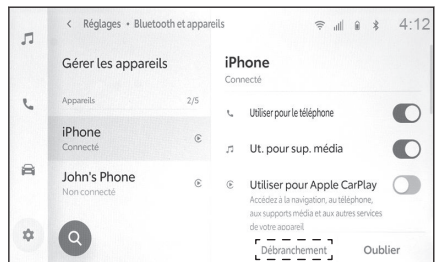 Réglages • Bluetooth et appareils
4:12
Gérer les appareils
Appareils 2/5
iPhone
Connecté
John's Phone
Non connecté
iPhone
Connecté
Utiliser pour le téléphone
Ut. pour sup. média
Utiliser pour Apple CarPlay
Accédez à la navigation, au téléphone,
aux supports média et aux autres services
de votre appareil
Débranchement
Oublier